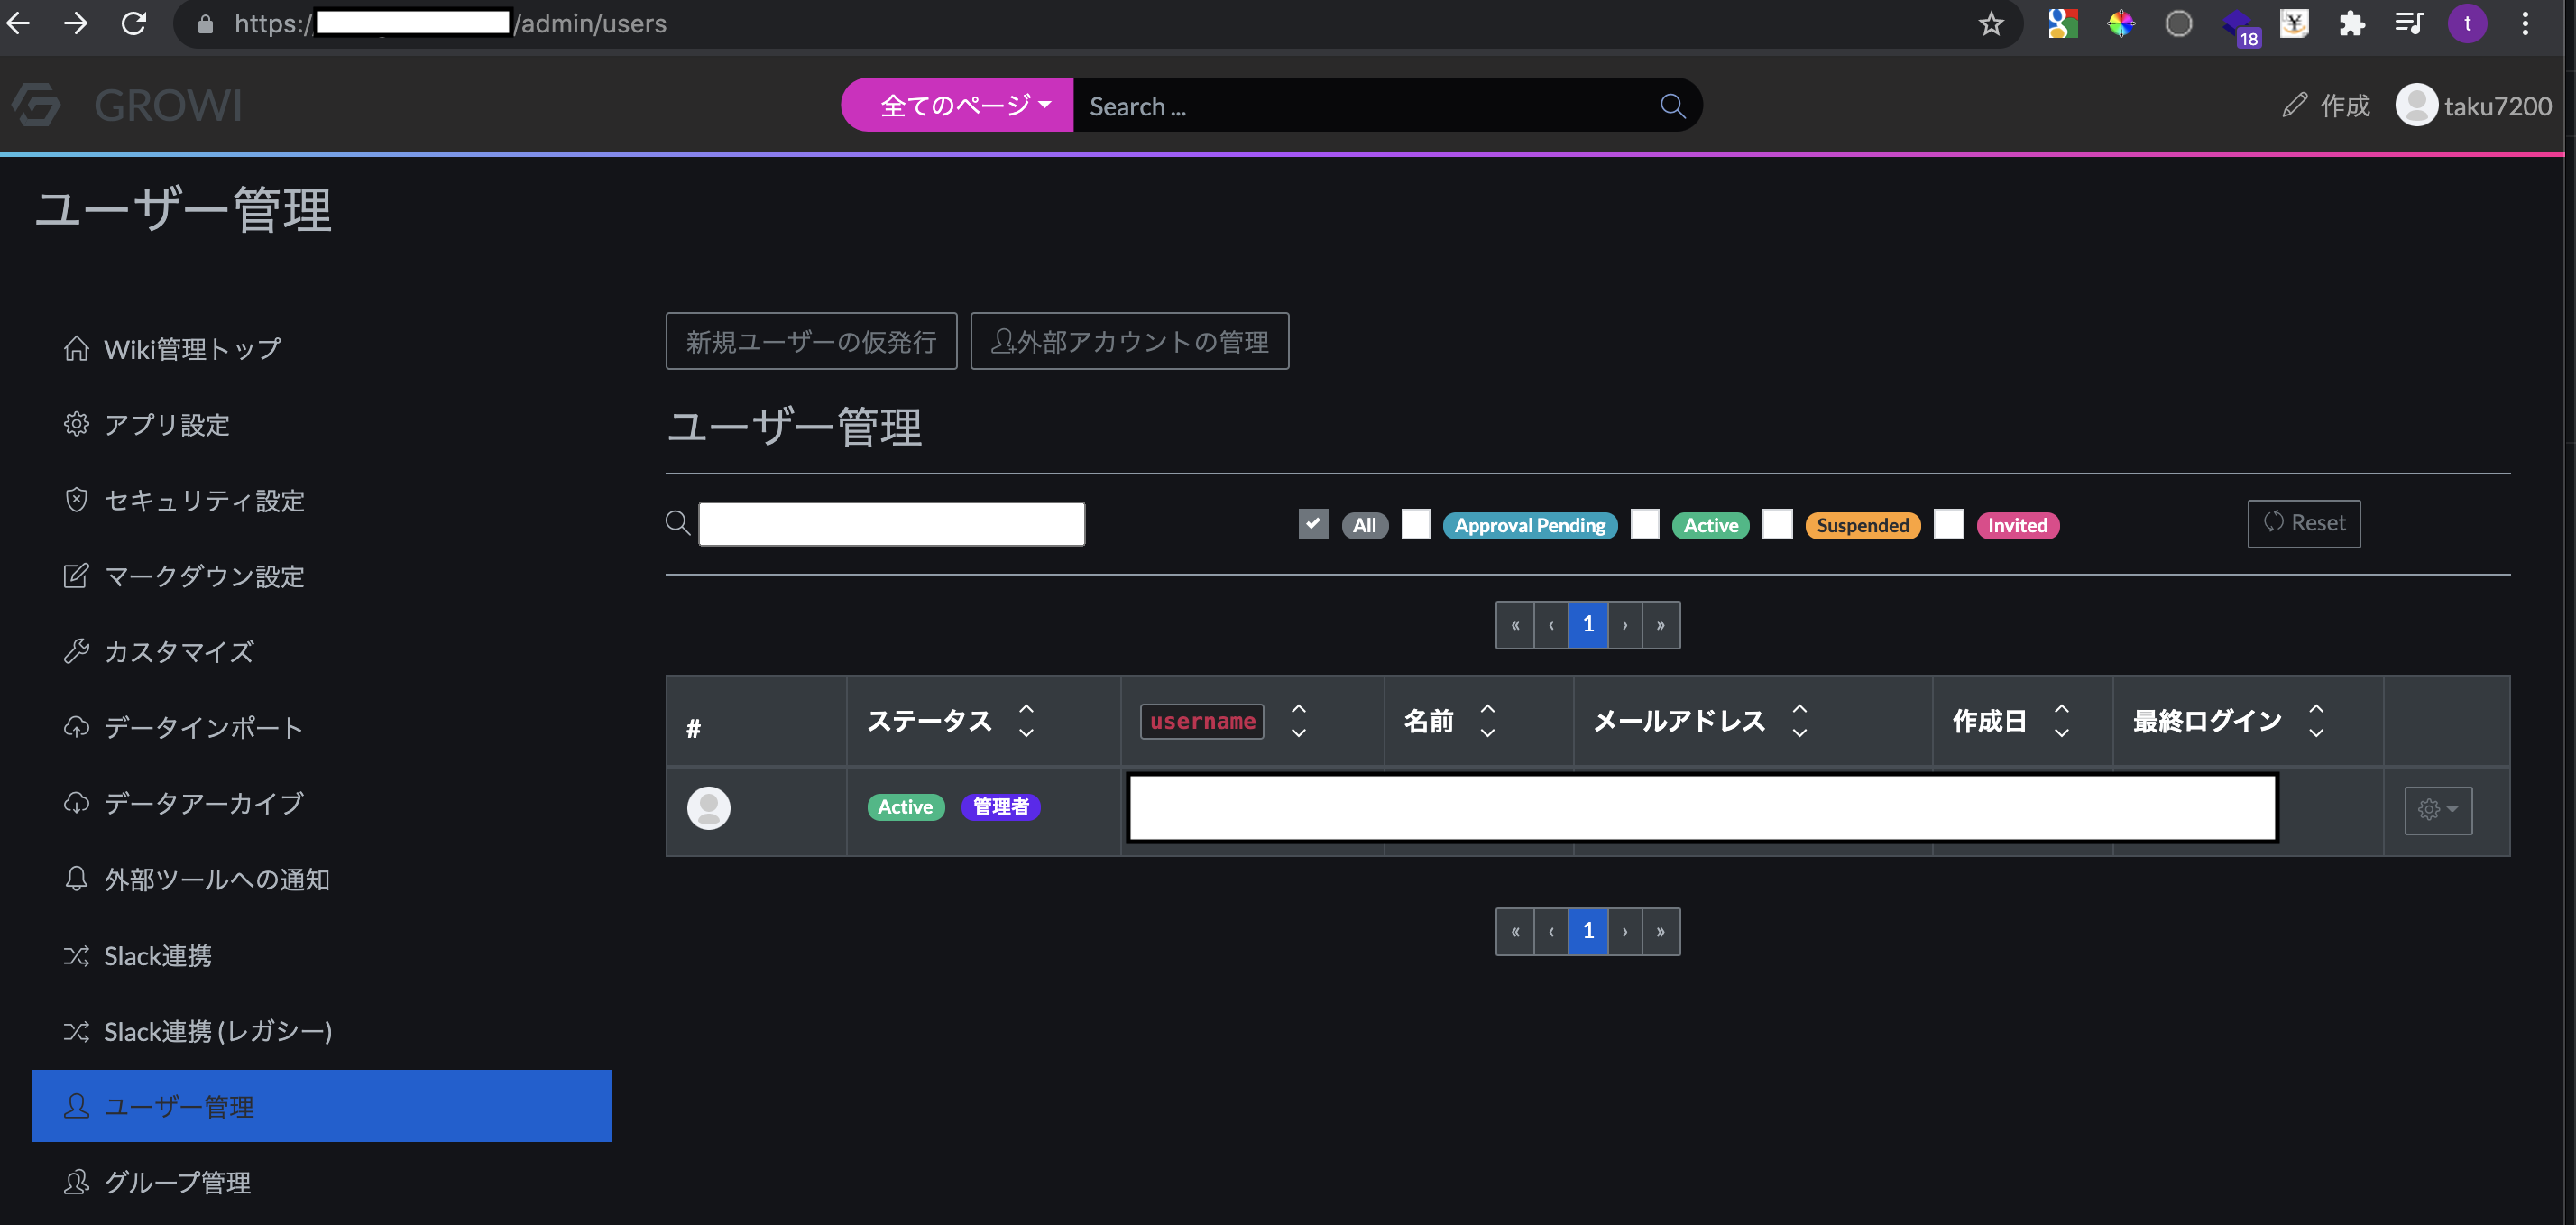 https:/ /admin/users
18
t
GROWI
全てのページ
Search ...
作成
taku7200
ユーザー管理
Wiki管理トップ
アプリ設定
セキュリティ設定
マークダウン設定
カスタマイズ
データインポート
データアーカイブ
外部ツールへの通知
Slack連携
Slack連携 (レガシー)
ユーザー管理
グループ管理
新規ユーザーの仮発行
外部アカウントの管理
ユーザー管理
All Approval Pending Active Suspended Invited
Reset
« ‹ 1 › »
# ステータス username 名前 メールアドレス 作成日 最終ログイン
Active 管理者
« ‹ 1 › »